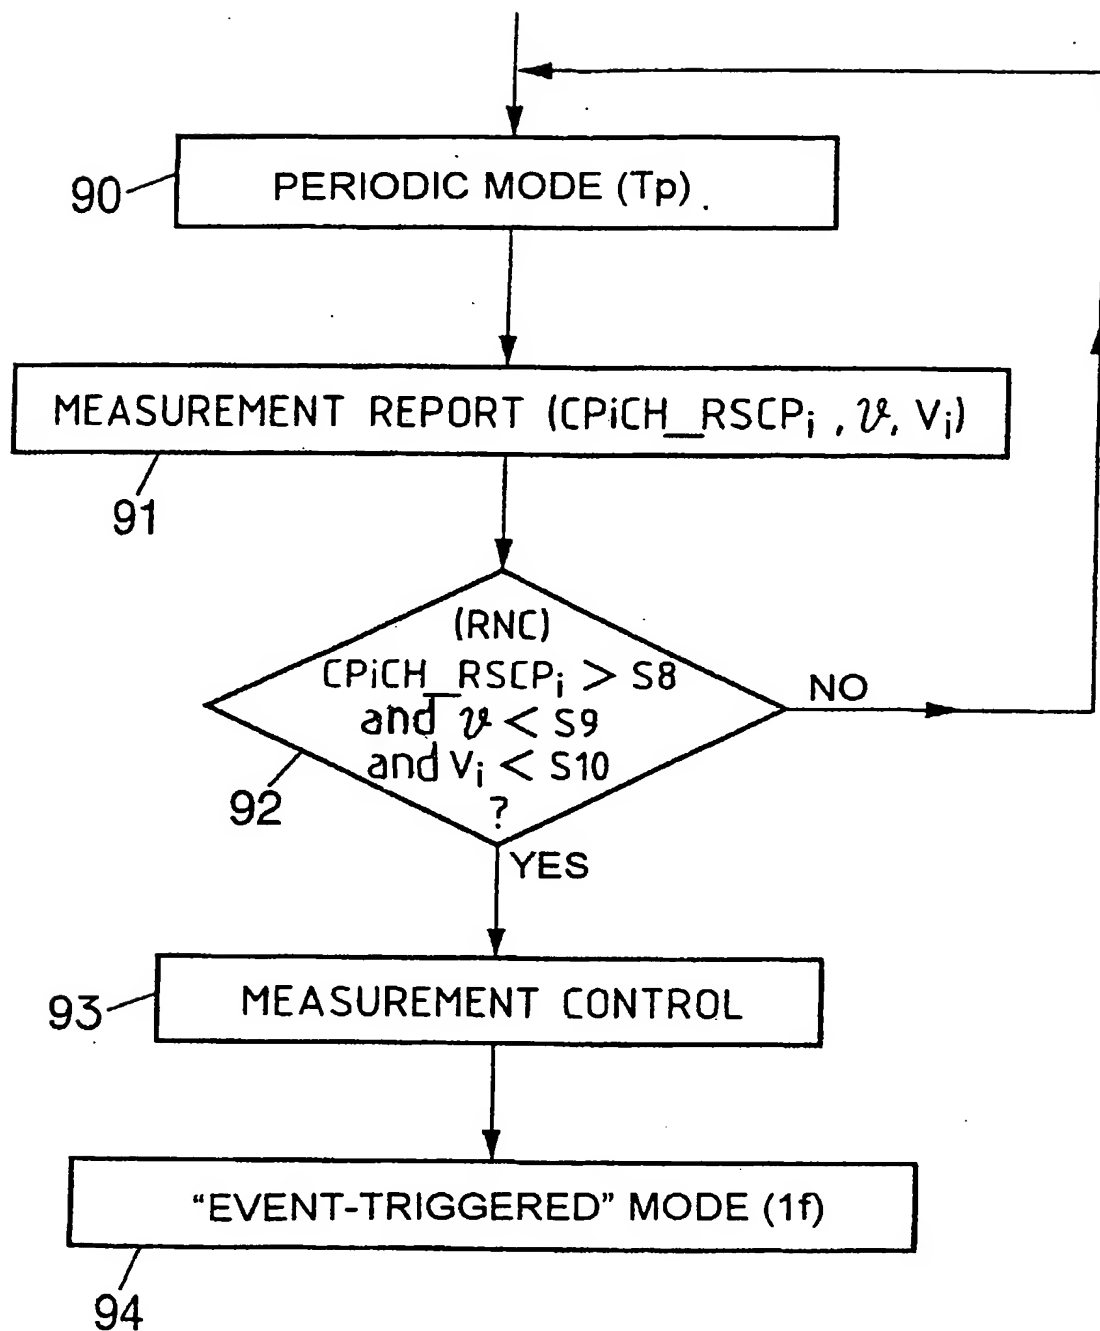 90
PERIODIC MODE (Tp)
MEASUREMENT REPORT (CPiCH_RSCPi , ϑ, Vi)
91
(RNC)
CPiCH_RSCPi > S8
and ϑ < S9
and Vi < S10
?
NO
92
YES
93
MEASUREMENT CONTROL
“EVENT-TRIGGERED” MODE (1f)
94